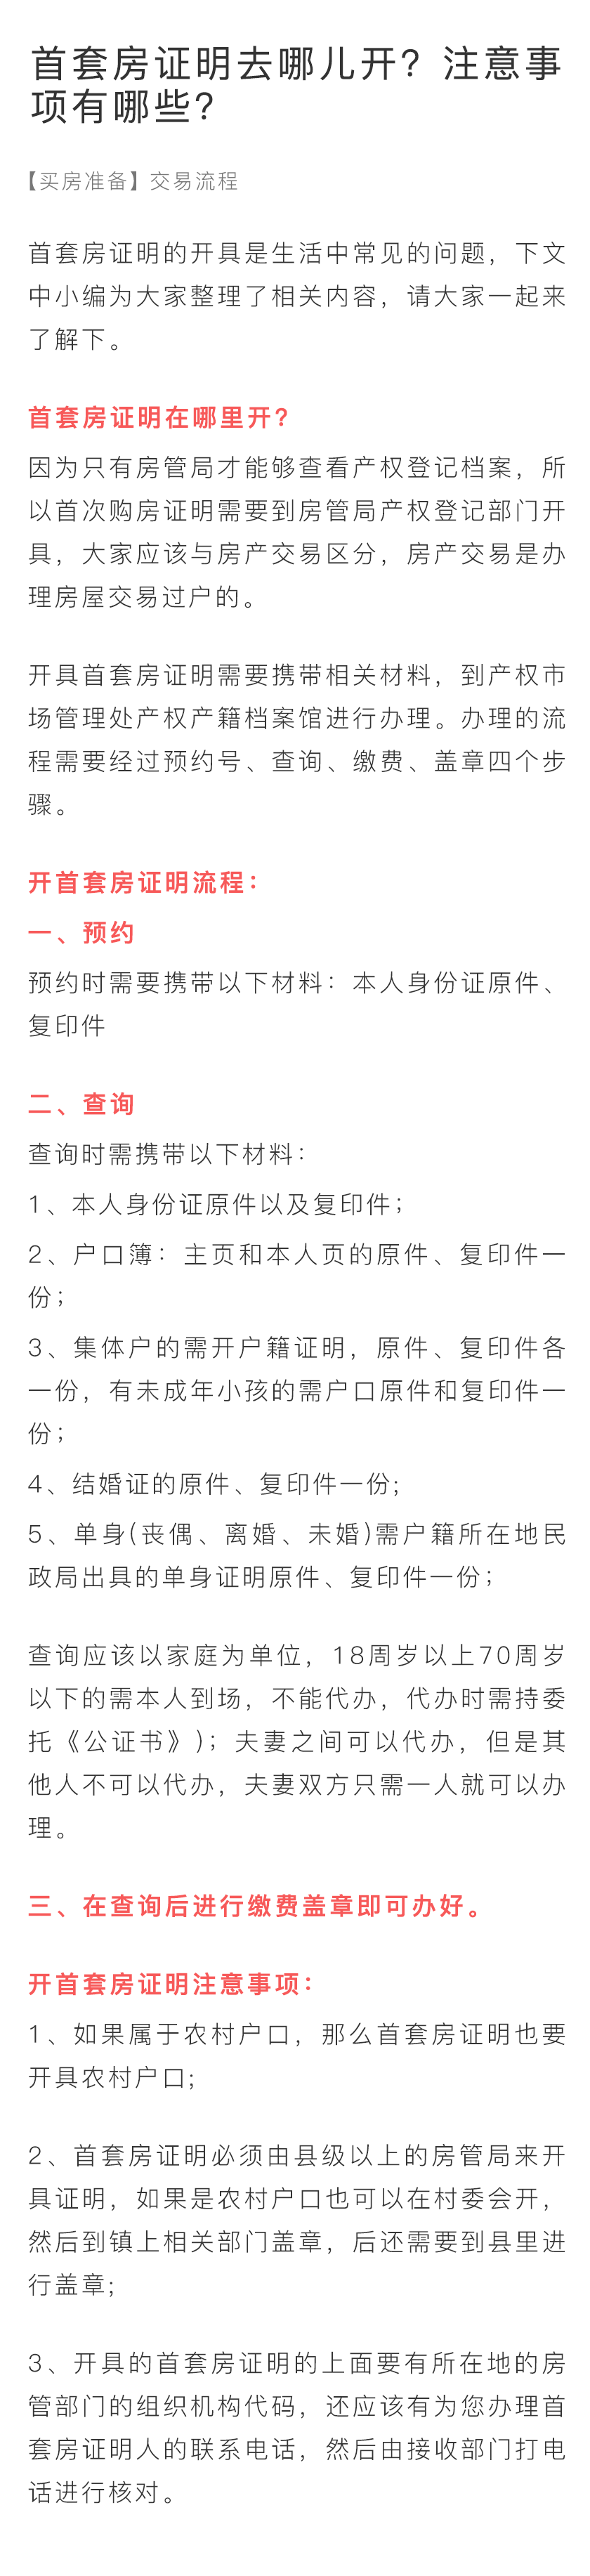 首套房证明去哪儿开？注意事
项有哪些？
【买房准备】交易流程
首套房证明的开具是生活中常见的问题，下文
中小编为大家整理了相关内容，请大家一起来
了解下。
首套房证明在哪里开?
因为只有房管局才能够查看产权登记档案，所
以首次购房证明需要到房管局产权登记部门开
具，大家应该与房产交易区分，房产交易是办
理房屋交易过户的。
开具首套房证明需要携带相关材料，到产权市
场管理处产权产籍档案馆进行办理。办理的流
程需要经过预约号、查询、缴费、盖章四个步
骤。
开首套房证明流程：
一、预约
预约时需要携带以下材料：本人身份证原件、
复印件
二、查询
查询时需携带以下材料：
1、本人身份证原件以及复印件；
2、户口簿：主页和本人页的原件、复印件一
份；
3、集体户的需开户籍证明，原件、复印件各
一份，有未成年小孩的需户口原件和复印件一
份；
4、结婚证的原件、复印件一份;
5、单身(丧偶、离婚、未婚)需户籍所在地民
政局出具的单身证明原件、复印件一份；
查询应该以家庭为单位，18周岁以上70周岁
以下的需本人到场，不能代办，代办时需持委
托《公证书》)；夫妻之间可以代办，但是其
他人不可以代办，夫妻双方只需一人就可以办
理。
三、在查询后进行缴费盖章即可办好。
开首套房证明注意事项：
1、如果属于农村户口，那么首套房证明也要
开具农村户口;
2、首套房证明必须由县级以上的房管局来开
具证明，如果是农村户口也可以在村委会开，
然后到镇上相关部门盖章，后还需要到县里进
行盖章;
3、开具的首套房证明的上面要有所在地的房
管部门的组织机构代码，还应该有为您办理首
套房证明人的联系电话，然后由接收部门打电
话进行核对。